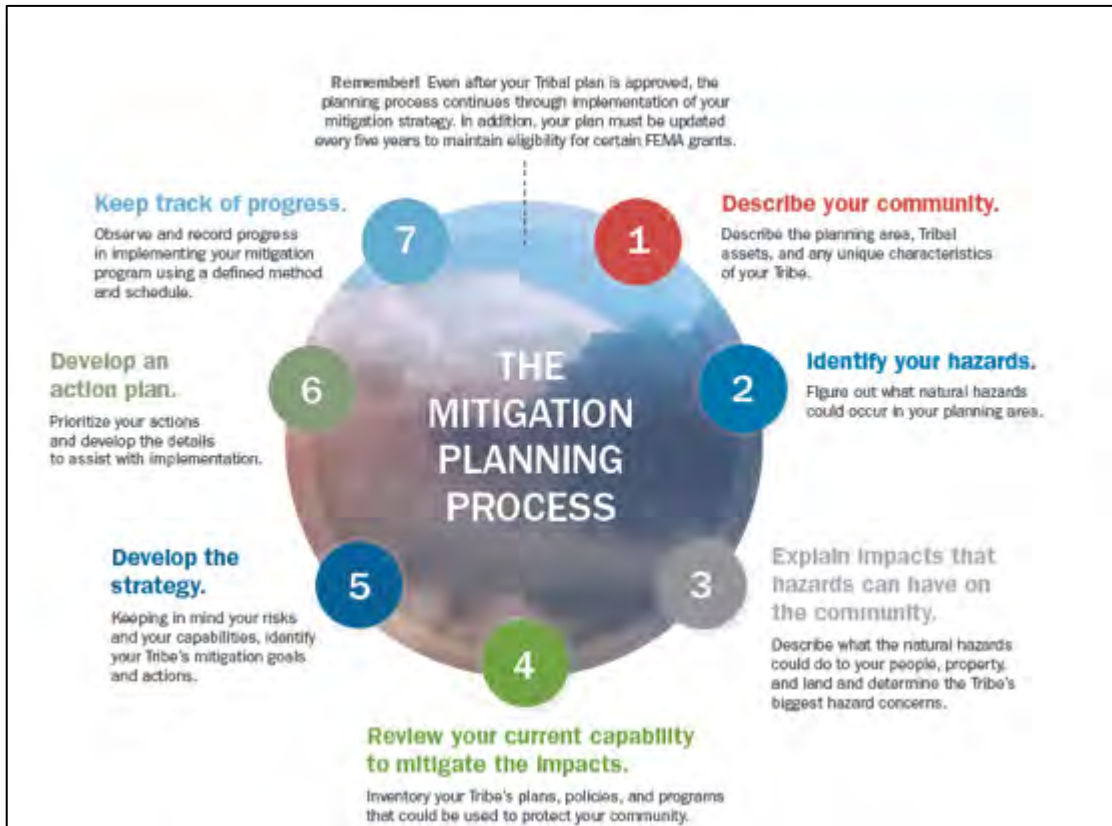 Remember! Even after your Tribal plan is approved, the
planning process continues through implementation of your
mitigation strategy. In addition, your plan must be updated
every five years to maintain eligibility for certain FEMA grants.
THE
MITIGATION
PLANNING
PROCESS
1
Describe your community.
Describe the planning area, Tribal
assets, and any unique characteristics
of your Tribe.
2
Identify your hazards.
Figure out what natural hazards
could occur in your planning area.
3
Explain impacts that
hazards can have on
the community.
Describe what the natural hazards
could do to your people, property,
and land and determine the Tribe's
biggest hazard concerns.
4
Review your current capability
to mitigate the impacts.
Inventory your Tribe's plans, policies, and programs
that could be used to protect your community.
5
Develop the
strategy.
Keeping in mind your risks
and your capabilities, identify
your Tribe's mitigation goals
and actions.
6
Develop an
action plan.
Prioritize your actions
and develop the details
to assist with implementation.
7
Keep track of progress.
Observe and record progress
in implementing your mitigation
program using a defined method
and schedule.